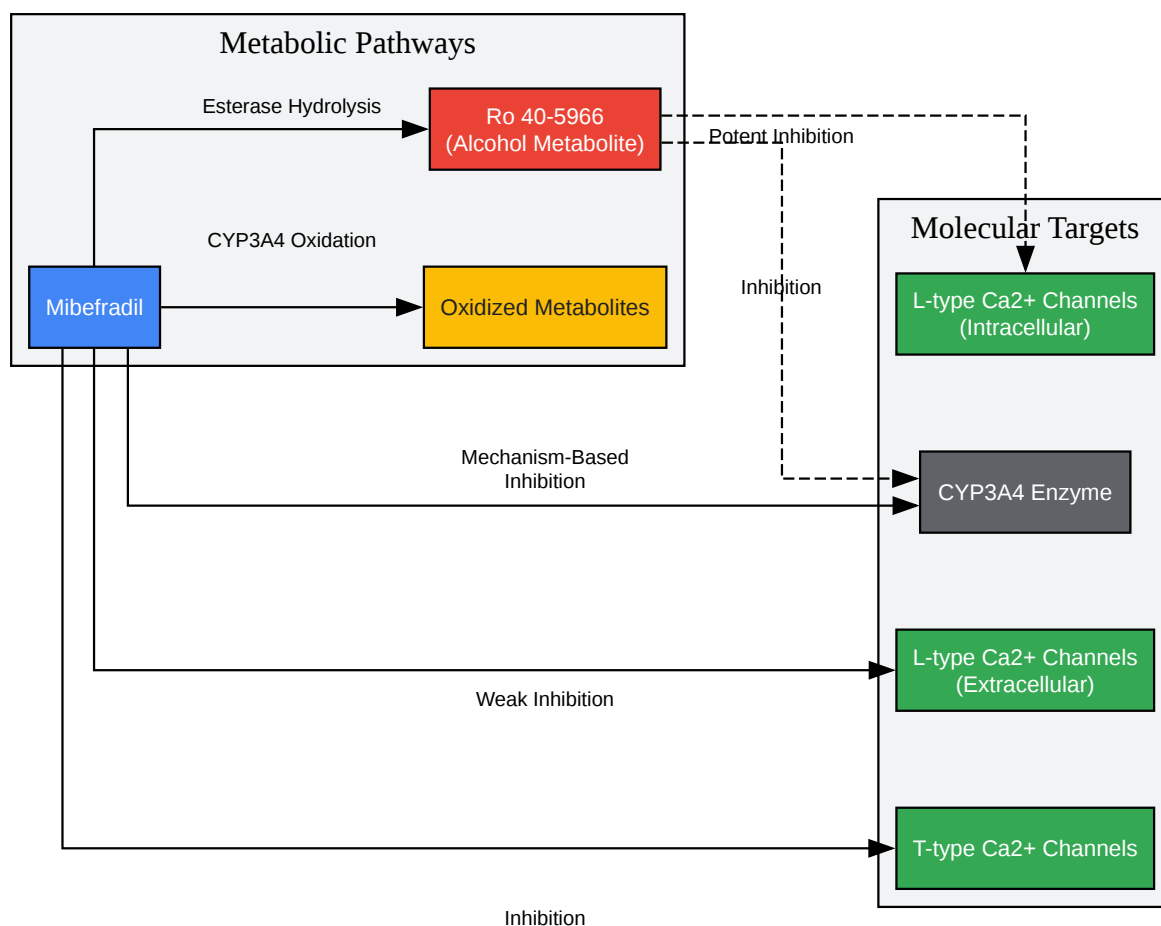 Metabolic Pathways
Esterase Hydrolysis
Ro 40-5966
(Alcohol Metabolite)
Potent Inhibition
CYP3A4 Oxidation
Mibefradil
Oxidized Metabolites
Inhibition
Molecular Targets
L-type Ca2+ Channels
(Intracellular)
Mechanism-Based
Inhibition
CYP3A4 Enzyme
L-type Ca2+ Channels
(Extracellular)
Weak Inhibition
T-type Ca2+ Channels
Inhibition